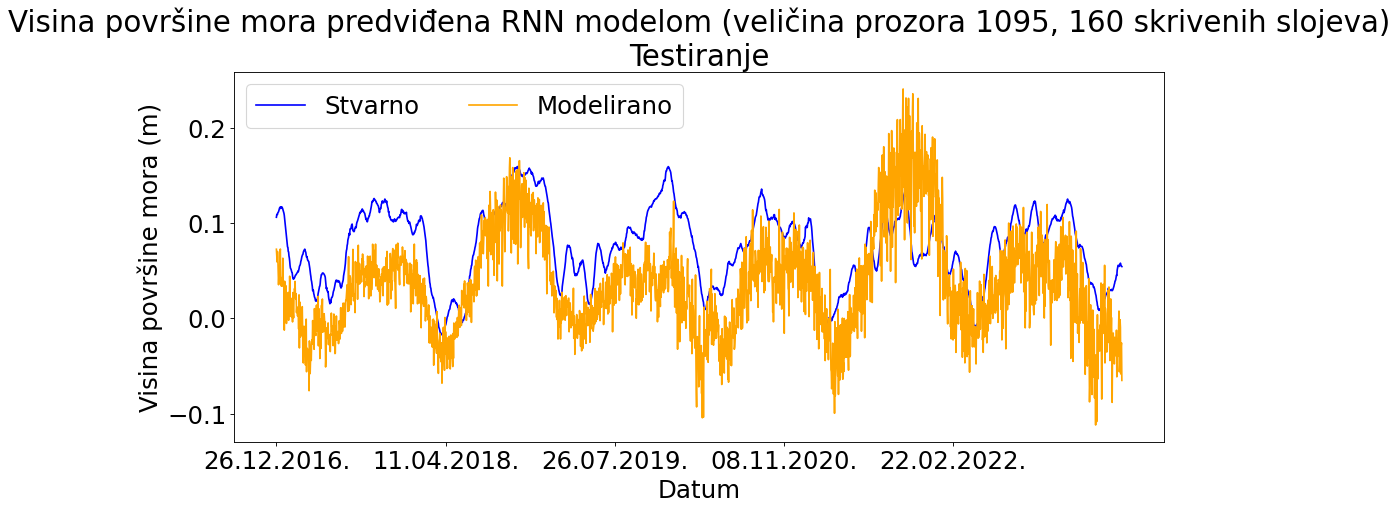 Visina površine mora predviđena RNN modelom (veličina prozora 1095, 160 skrivenih slojeva)
Testiranje
Stvarno Modelirano
Visina površine mora (m)
0.2
0.1
0.0
−0.1
26.12.2016. 11.04.2018. 26.07.2019. 08.11.2020. 22.02.2022.
Datum